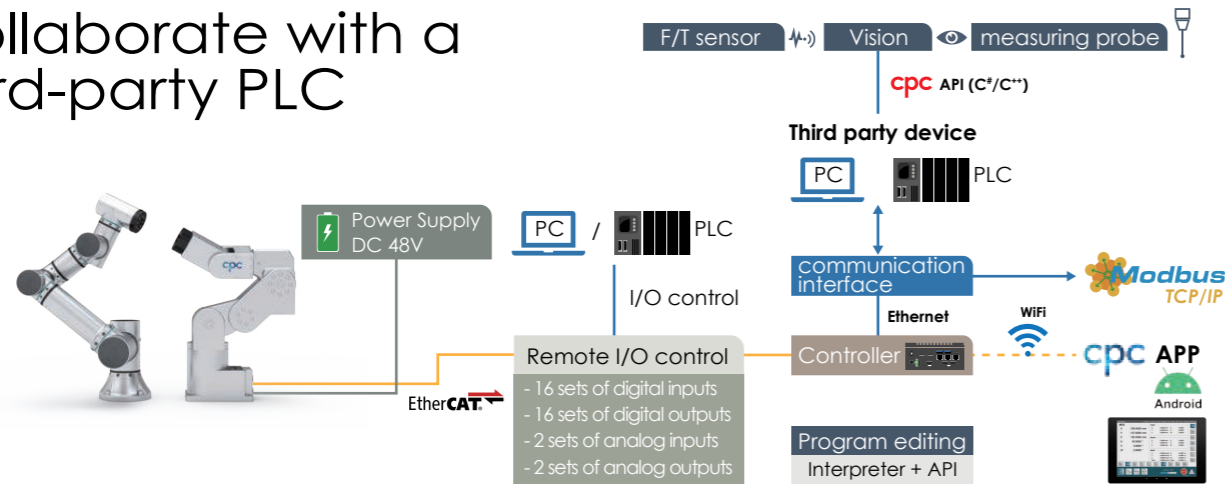 ollaborate with a
rd-party PLC
F/T sensor
Vision
measuring probe
cpc API (C#/C++)
Third party device
PC
PLC
Power Supply
DC 48V
PC / PLC
cpc
communication
interface
Modbus
TCP/IP
I/O control
Ethernet
WiFi
Remote I/O control
Controller
cpc APP
- 16 sets of digital inputs
- 16 sets of digital outputs
- 2 sets of analog inputs
- 2 sets of analog outputs
EtherCAT.
Android
Program editing
Interpreter + API